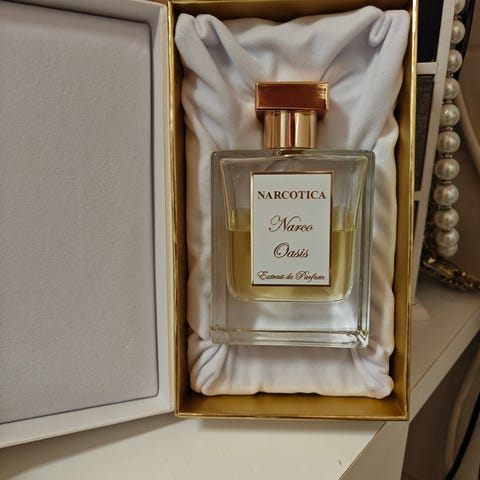 NARCOTICA
Narco
Oasis
Extrait de Parfum